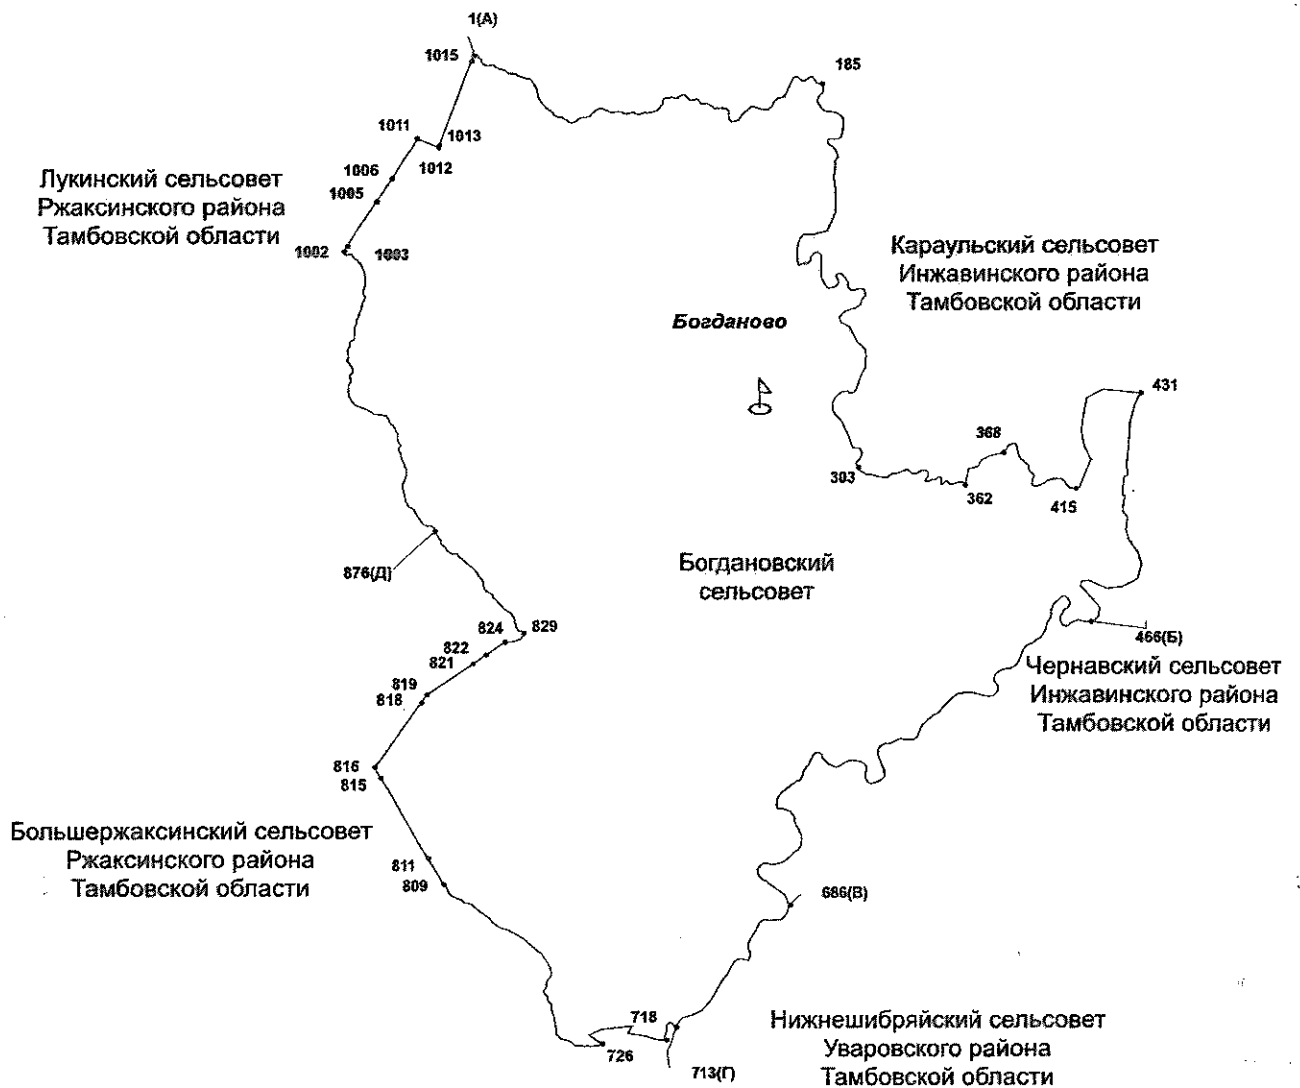 1(А)
1015
185
1011
1013
1012
1006
1005
Лукинский сельсовет
Ржаксинского района
Тамбовской области
1002
1003
Караульский сельсовет
Инжавинского района
Тамбовской области
Богданово
431
368
303
362
415
876(Д)
Богдановский
сельсовет
829
824
822
821
466(Б)
Чернавский сельсовет
Инжавинского района
Тамбовской области
819
818
816
815
Большержаксинский сельсовет
Ржаксинского района
Тамбовской области
811
809
686(В)
718
726
713(Г)
Нижнешибряйский сельсовет
Уваровского района
Тамбовской области